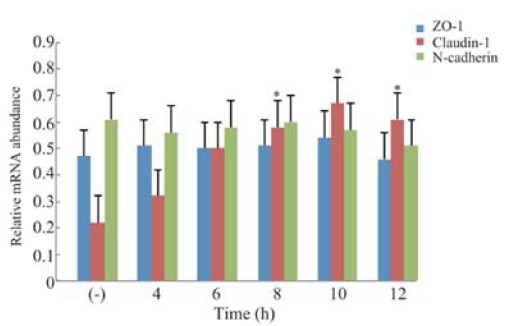 ZO-1
Claudin-1
N-cadherin
Relative mRNA abundance
0.9
0.8
0.7
0.6
0.5
0.4
0.3
0.2
0.1
0
* * *
(-) 4 6 8 10 12
Time (h)